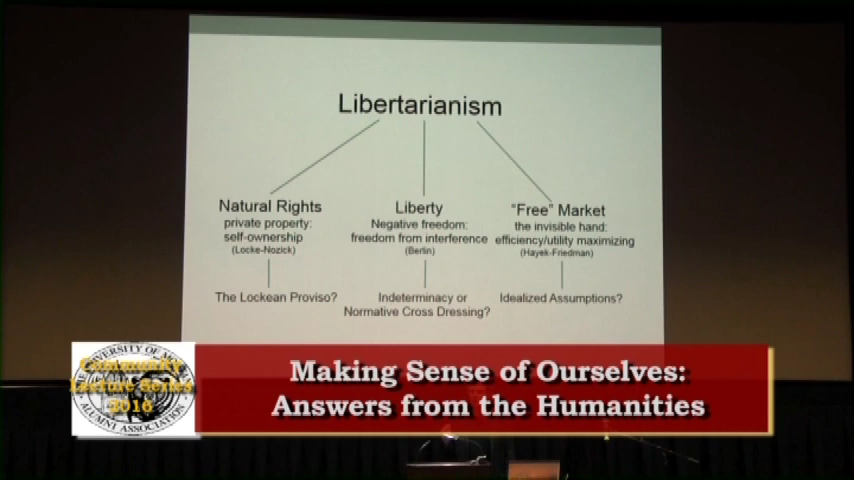 Libertarianism
Natural Rights
private property:
self-ownership
(Locke-Nozick)
The Lockean Proviso?
Liberty
Negative freedom:
freedom from interference
(Berlin)
Indeterminacy or
Normative Cross Dressing?
"Free" Market
the invisible hand:
efficiency/utility maximizing
(Hayek-Friedman)
Idealized Assumptions?
Community
Lecture Series
2016
ALUMNI ASSOCIATION
Making Sense of Ourselves:
Answers from the Humanities